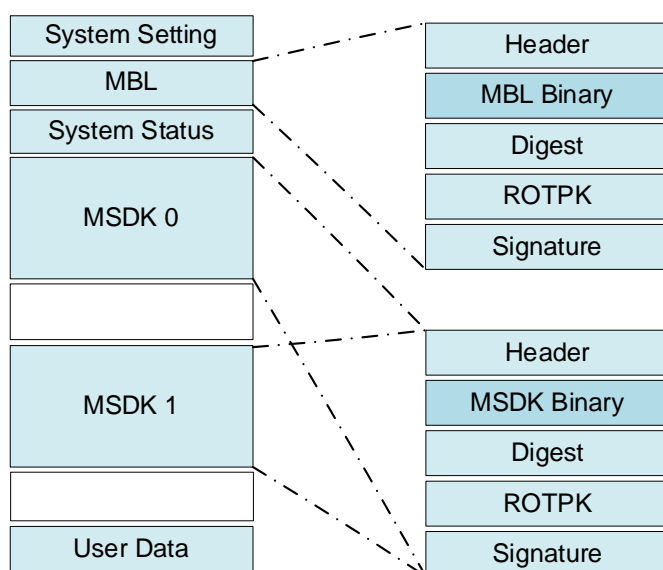 System Setting
MBL
System Status
MSDK 0
MSDK 1
User Data
Header
MBL Binary
Digest
ROTPK
Signature
Header
MSDK Binary
Digest
ROTPK
Signature